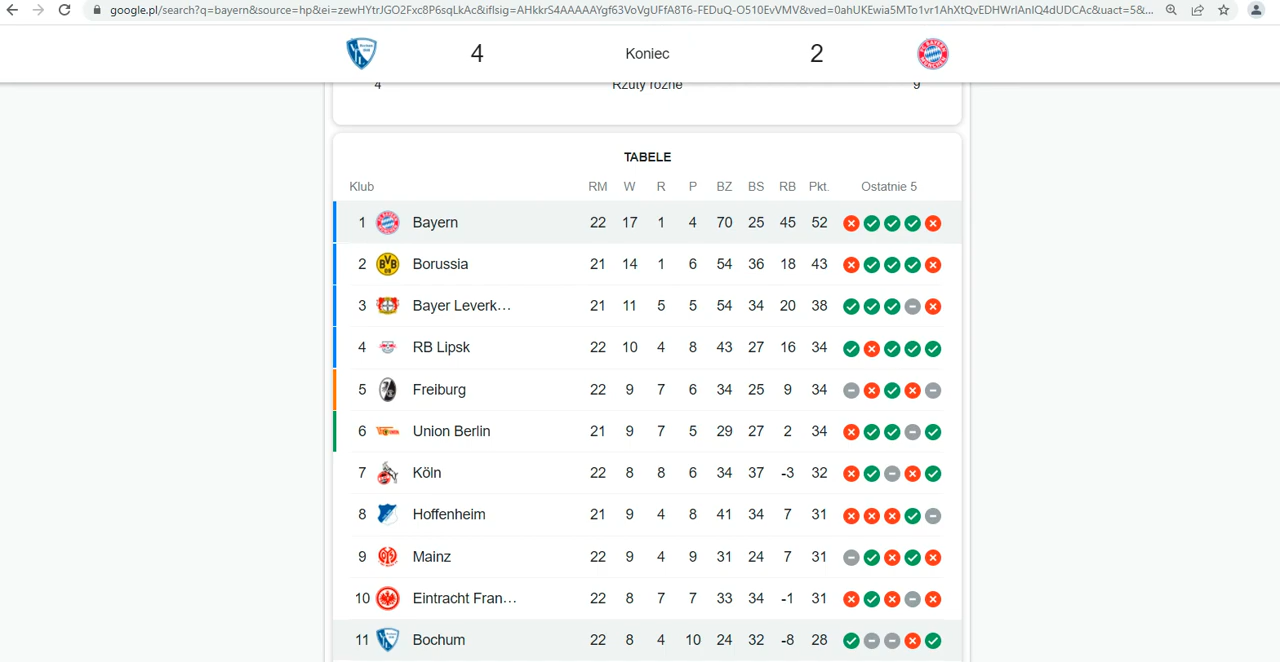 google.pl/search?q=bayern&source=hp&ei=zewHYtrJGO2Fxc8P6sqLkAc&iflsig=AHkkrS4AAAAAYgf63VoVgUFfA8T6-FEDuQ-O510EvVMV&ved=0ahUKEwia5MTo1vr1AhXtQvEDHWrlAnIQ4dUDCAc&uact=5&...
4 Koniec 2
4 Rzuty rożne 9
TABELE
Klub RM W R P BZ BS RB Pkt. Ostatnie 5
1 Bayern 22 17 1 4 70 25 45 52
2 Borussia 21 14 1 6 54 36 18 43
3 Bayer Leverk... 21 11 5 5 54 34 20 38
4 RB Lipsk 22 10 4 8 43 27 16 34
5 Freiburg 22 9 7 6 34 25 9 34
6 Union Berlin 21 9 7 5 29 27 2 34
7 Köln 22 8 8 6 34 37 -3 32
8 Hoffenheim 21 9 4 8 41 34 7 31
9 Mainz 22 9 4 9 31 24 7 31
10 Eintracht Fran... 22 8 7 7 33 34 -1 31
11 Bochum 22 8 4 10 24 32 -8 28